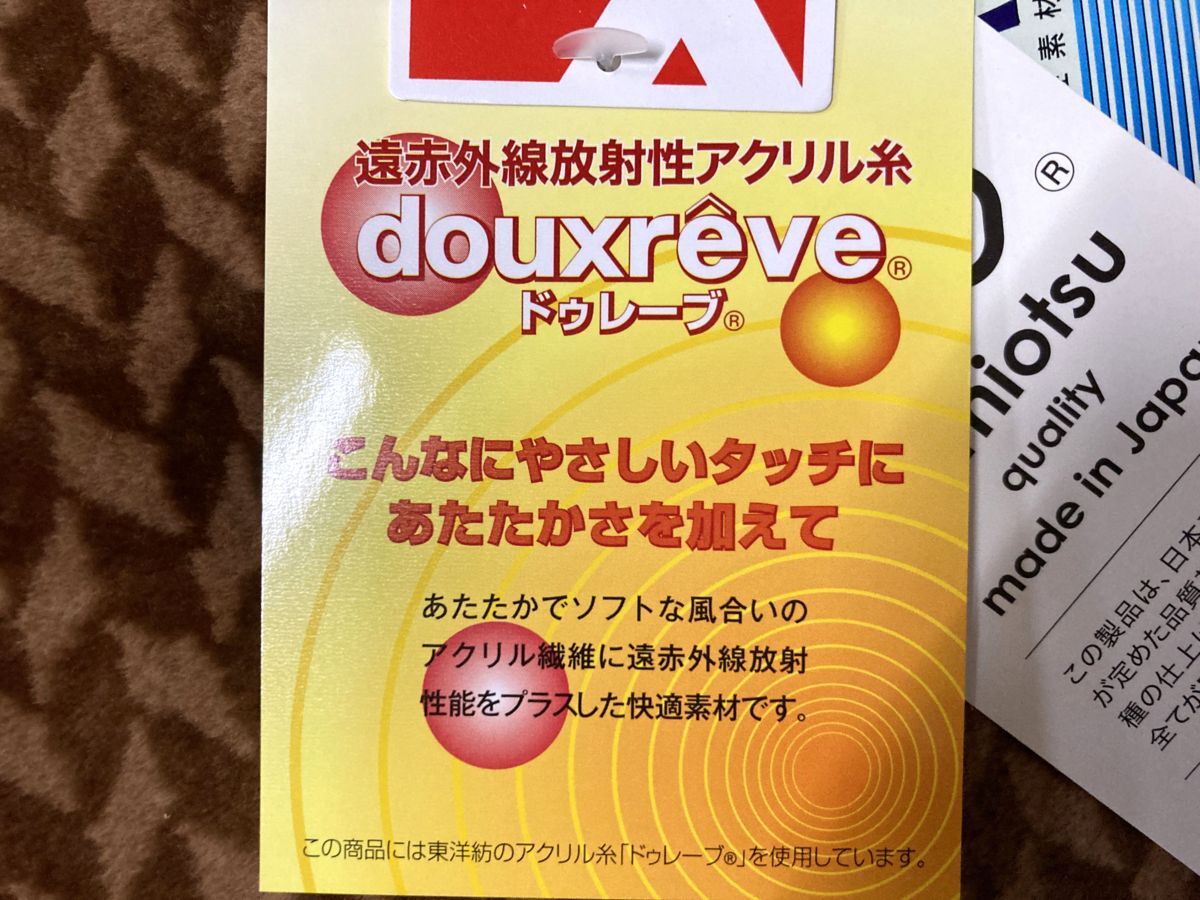 遠赤外線放射性アクリル糸
douxrêve®
ドゥレーブ®
こんなにやさしいタッチに
あたたかさを加えて
あたたかでソフトな風合いの
アクリル繊維に遠赤外線放射
性能をプラスした快適素材です。
この商品には東洋紡のアクリル糸「ドゥレーブ®」を使用しています。
素材
®
miotsu
quality
made in Japan
この製品は、日本
が定めた品質
種の仕上
全てが